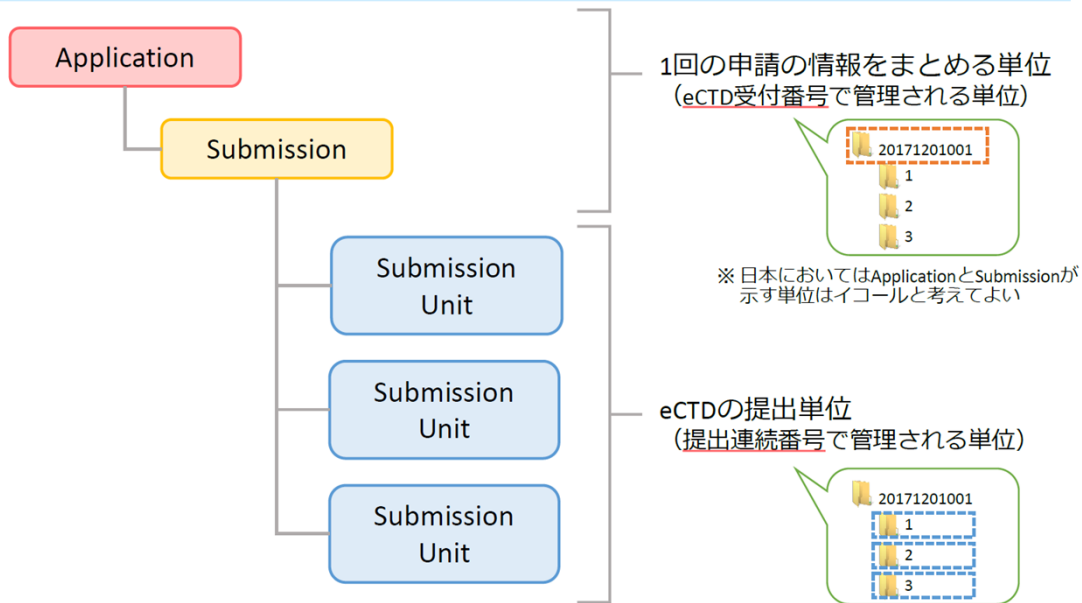 Application
Submission
Submission
Unit
Submission
Unit
Submission
Unit
1回の申請の情報をまとめる単位
（eCTD受付番号で管理される単位）
20171201001
1
2
3
※ 日本においてはApplicationとSubmissionが
示す単位はイコールと考えてよい
eCTDの提出単位
（提出連続番号で管理される単位）
20171201001
1
2
3